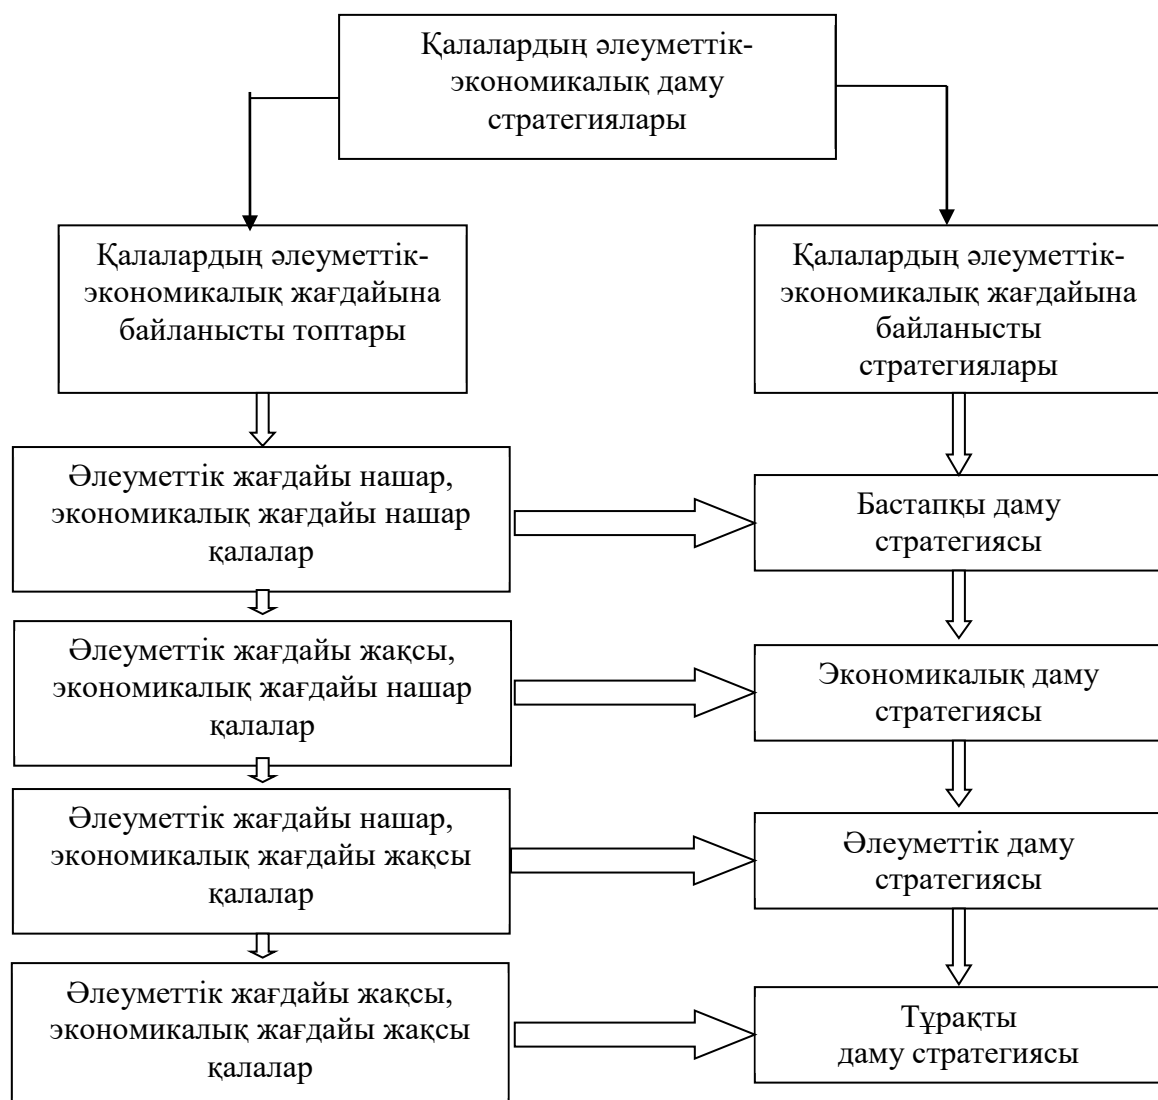 Қалалардың әлеуметтік-
экономикалық даму
стратегиялары
Қалалардың әлеуметтік-
экономикалық жағдайына
байланысты топтары
Қалалардың әлеуметтік-
экономикалық жағдайына
байланысты
стратегиялары
Әлеуметтік жағдайы нашар,
экономикалық жағдайы нашар
қалалар
Бастапқы даму
стратегиясы
Әлеуметтік жағдайы жақсы,
экономикалық жағдайы нашар
қалалар
Экономикалық даму
стратегиясы
Әлеуметтік жағдайы нашар,
экономикалық жағдайы жақсы
қалалар
Әлеуметтік даму
стратегиясы
Әлеуметтік жағдайы жақсы,
экономикалық жағдайы жақсы
қалалар
Тұрақты
даму стратегиясы